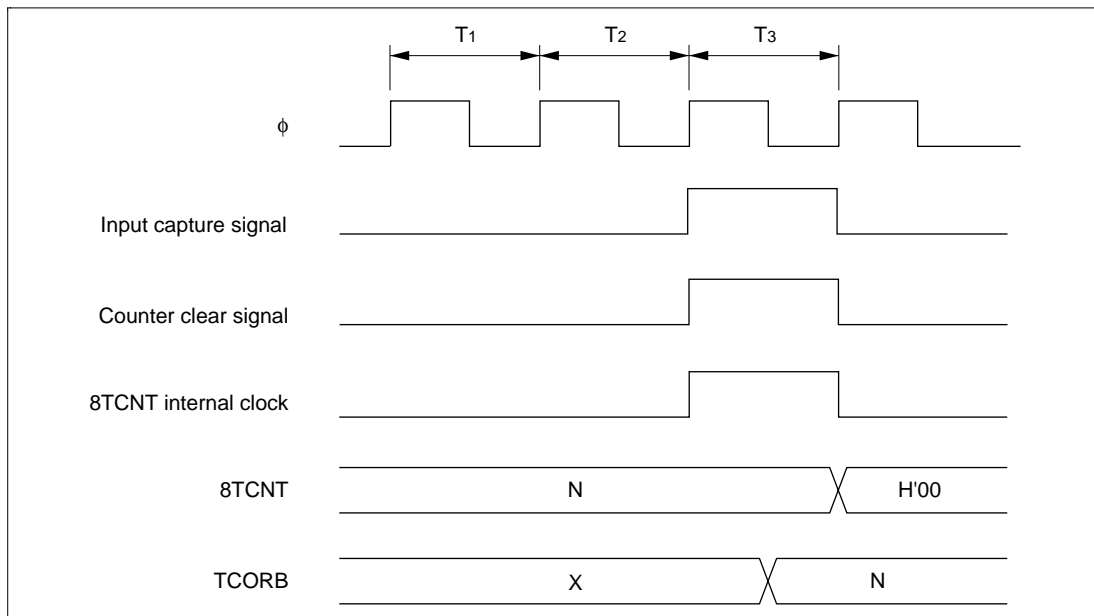 T1 T2 T3
φ
Input capture signal
Counter clear signal
8TCNT internal clock
8TCNT N H'00
TCORB X N